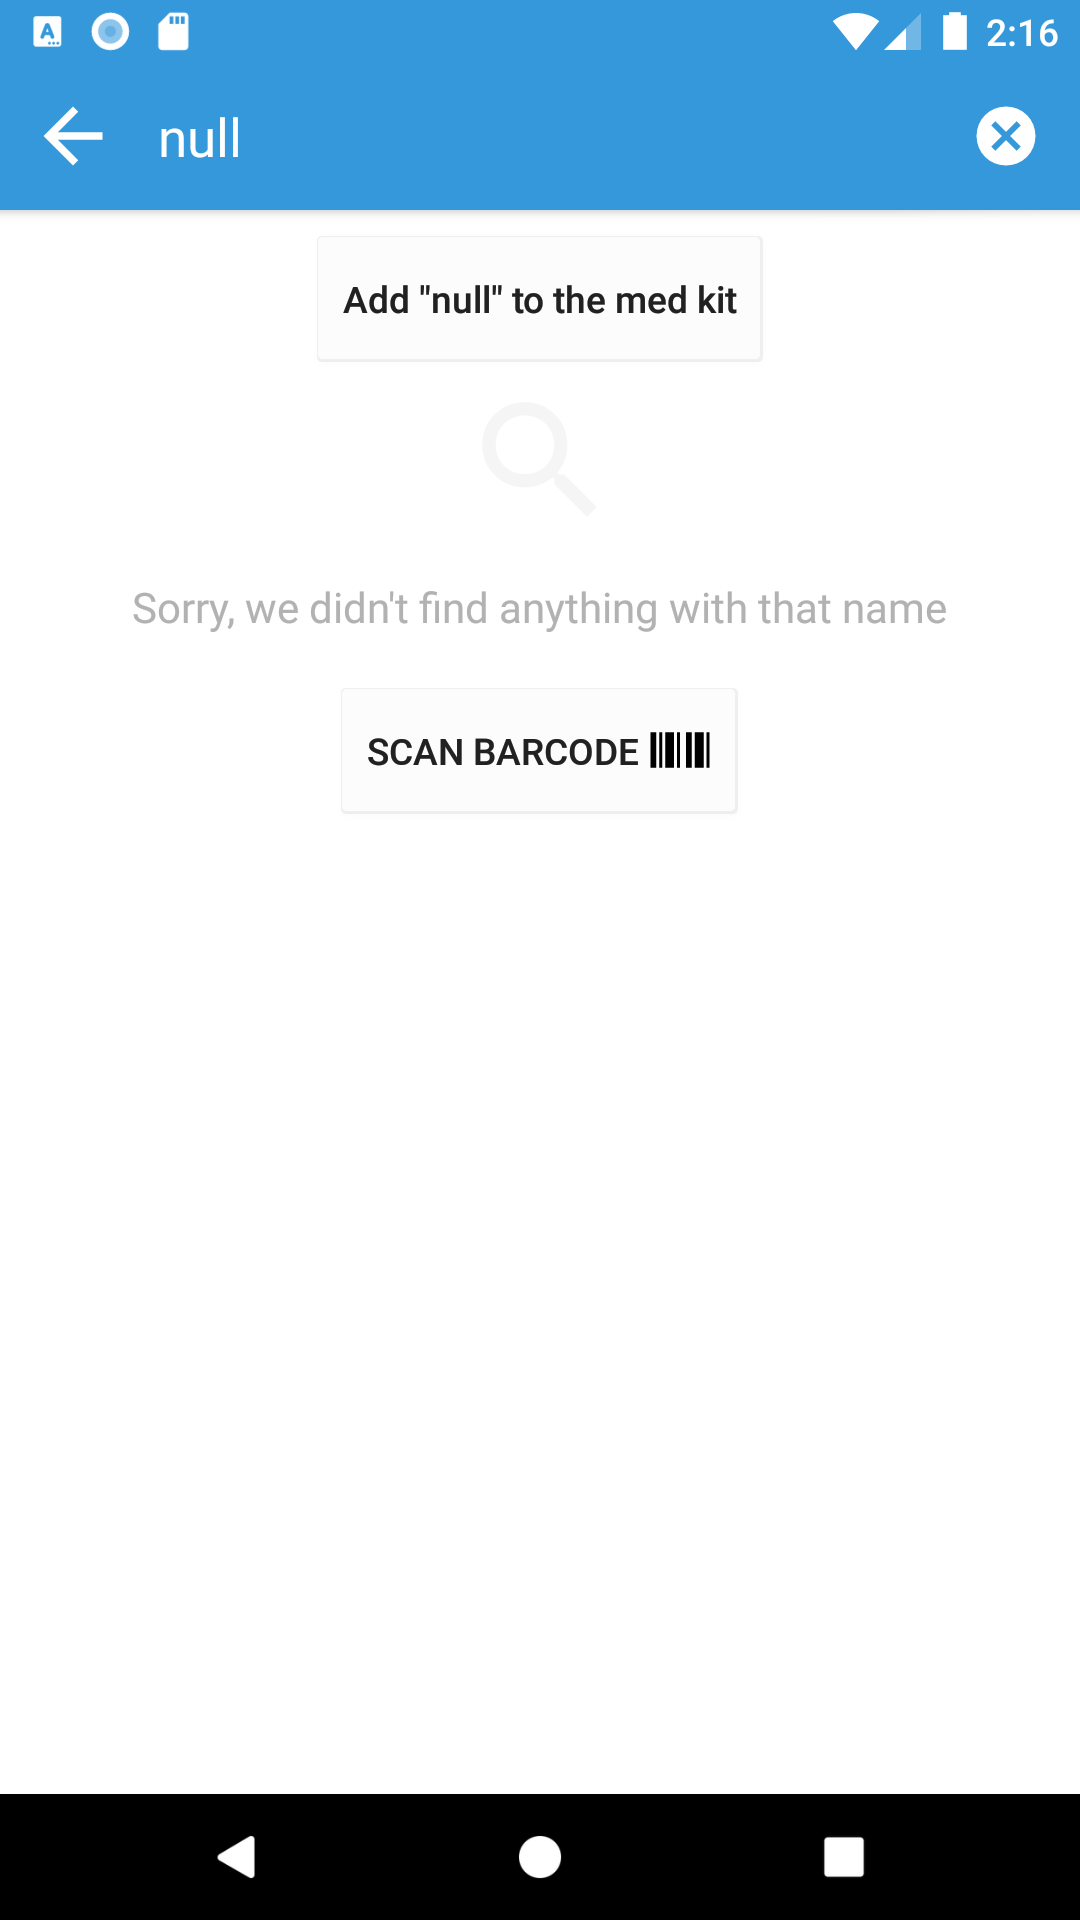 2:16
null
Add "null" to the med kit
Sorry, we didn't find anything with that name
SCAN BARCODE